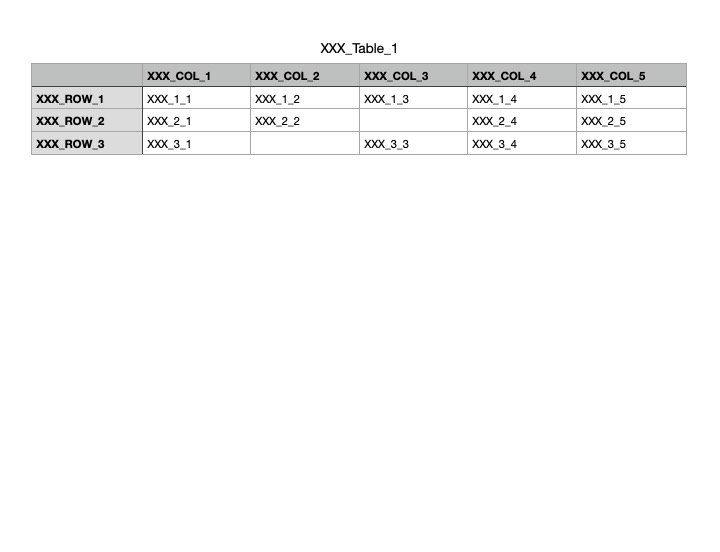 XXX_Table_1
XXX_COL_1 XXX_COL_2 XXX_COL_3 XXX_COL_4 XXX_COL_5
XXX_ROW_1 XXX_1_1 XXX_1_2 XXX_1_3 XXX_1_4 XXX_1_5
XXX_ROW_2 XXX_2_1 XXX_2_2 XXX_2_4 XXX_2_5
XXX_ROW_3 XXX_3_1 XXX_3_3 XXX_3_4 XXX_3_5